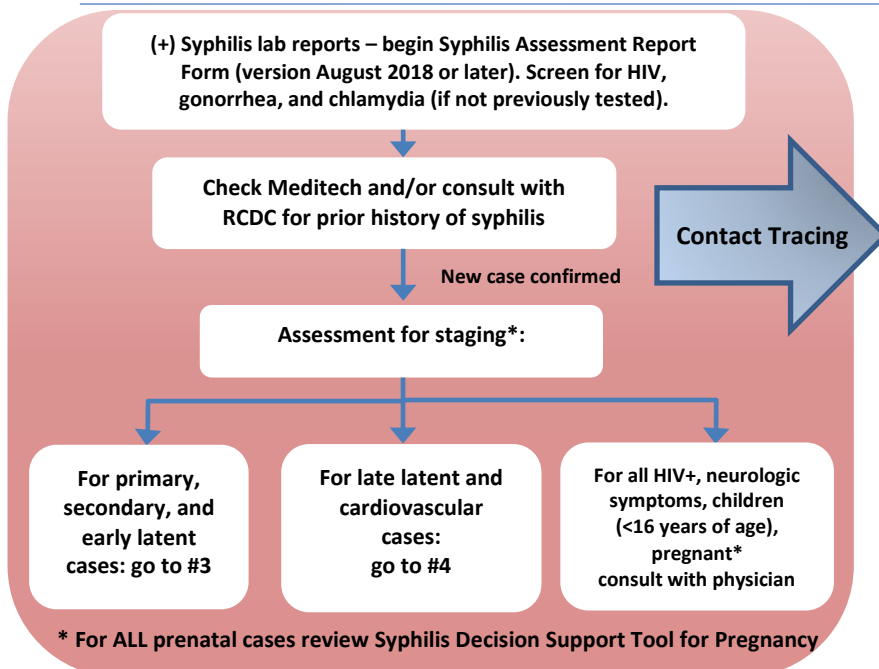 (+) Syphilis lab reports – begin Syphilis Assessment Report
Form (version August 2018 or later). Screen for HIV,
gonorrhea, and chlamydia (if not previously tested).
Check Meditech and/or consult with
RCDC for prior history of syphilis
Contact Tracing
New case confirmed
Assessment for staging*:
For primary,
secondary, and
early latent
cases: go to #3
For late latent and
cardiovascular
cases:
go to #4
For all HIV+, neurologic
symptoms, children
(<16 years of age),
pregnant*
consult with physician
* For ALL prenatal cases review Syphilis Decision Support Tool for Pregnancy